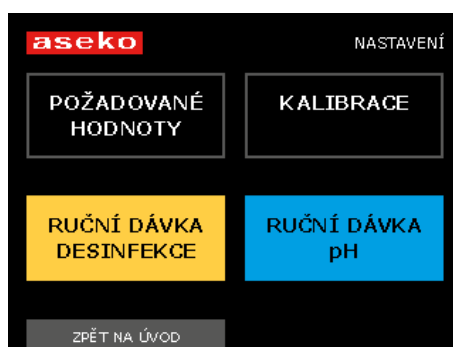 aseko
NASTAVENÍ
POŽADOVANÉ
HODNOTY
KALIBRACE
RUČNÍ DÁVKA
DESINFEKCE
RUČNÍ DÁVKA
pH
ZPĚT NA ÚVOD